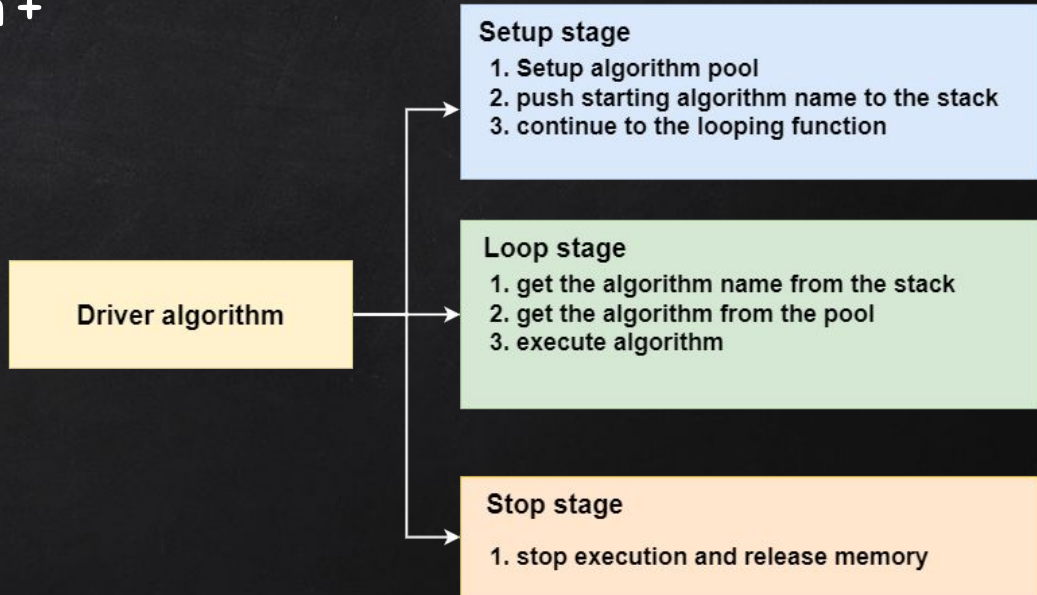 Setup stage
1. Setup algorithm pool
2. push starting algorithm name to the stack
3. continue to the looping function
Driver algorithm
Loop stage
1. get the algorithm name from the stack
2. get the algorithm from the pool
3. execute algorithm
Stop stage
1. stop execution and release memory